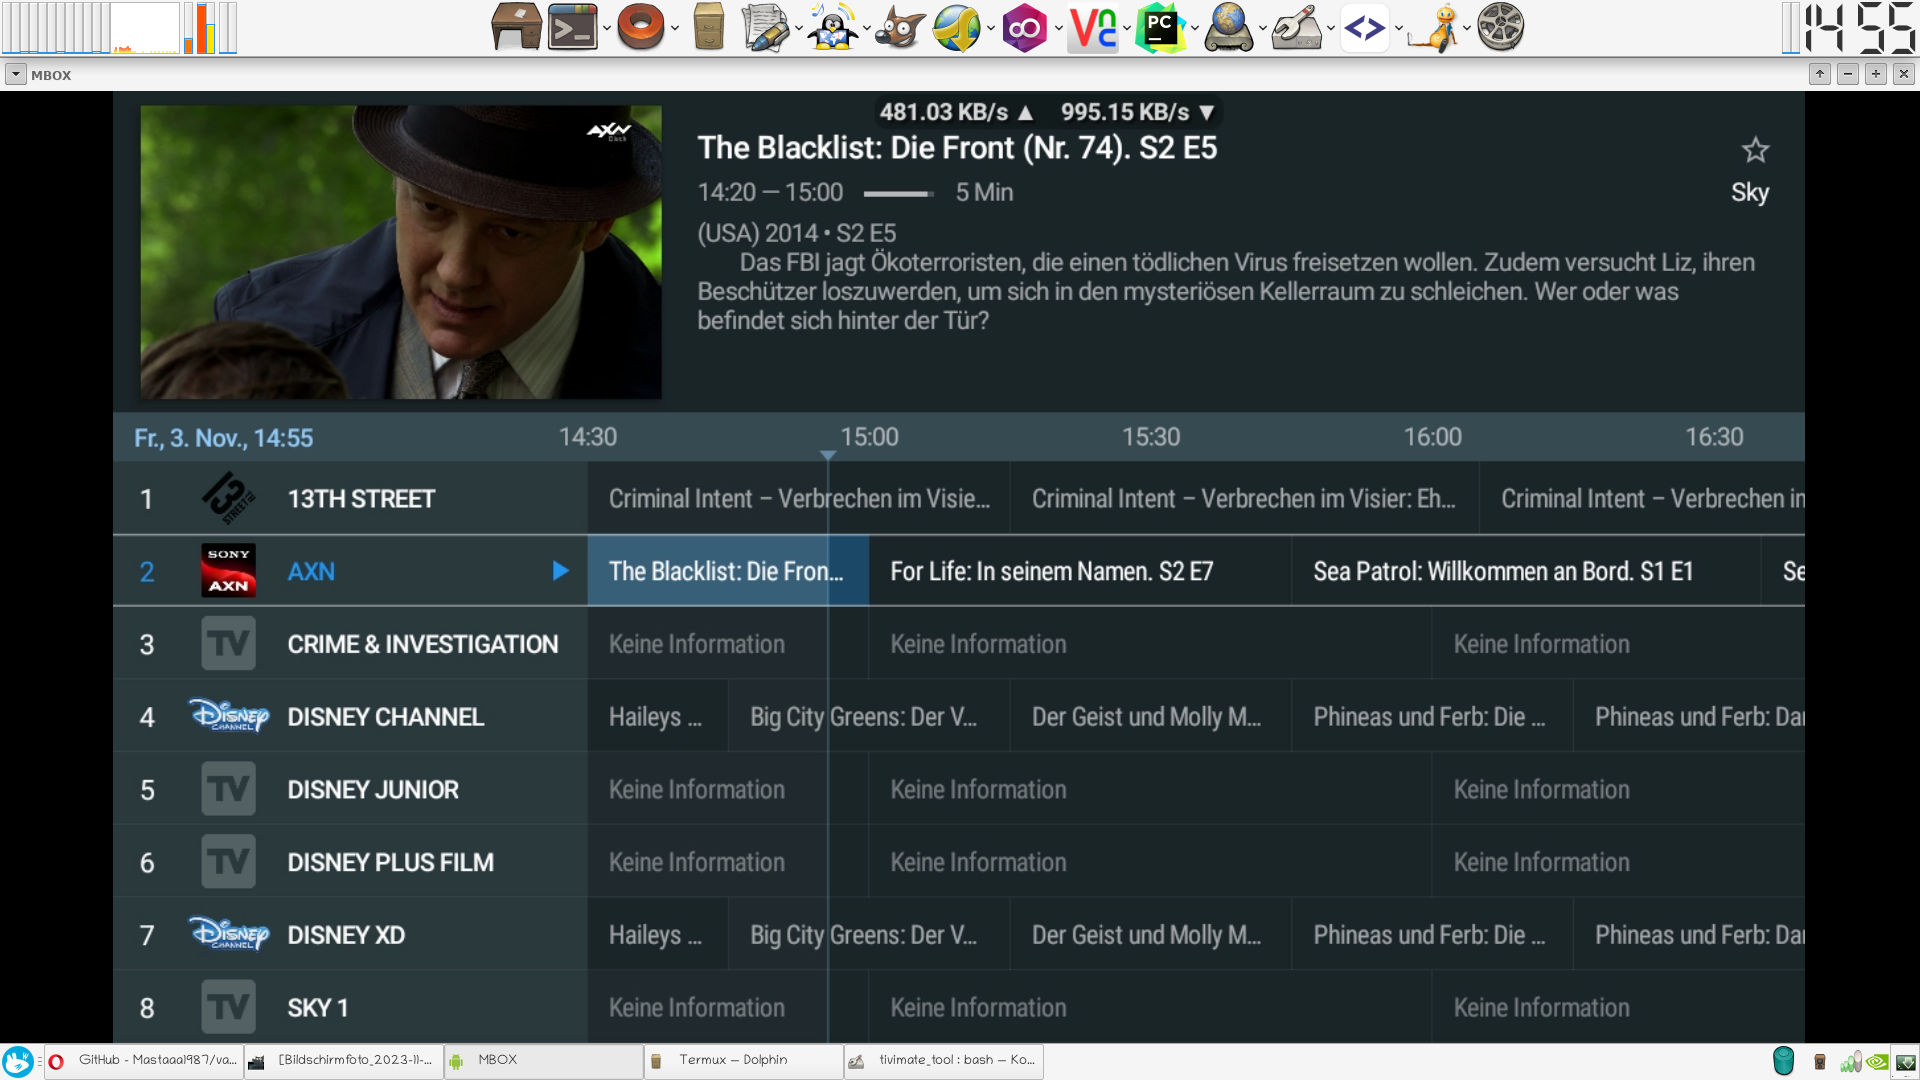 14 55
MBOX
481.03 KB/s ▲ 995.15 KB/s ▼
AXN
The Blacklist: Die Front (Nr. 74). S2 E5
14:20 — 15:00 5 Min
Sky
(USA) 2014 • S2 E5
Das FBI jagt Ökoterroristen, die einen tödlichen Virus freisetzen wollen. Zudem versucht Liz, ihren
Beschützer loszuwerden, um sich in den mysteriösen Kellerraum zu schleichen. Wer oder was
befindet sich hinter der Tür?
Fr., 3. Nov., 14:55 14:30 15:00 15:30 16:00 16:30
1 13 STREET 13TH STREET Criminal Intent – Verbrechen im Visie... Criminal Intent – Verbrechen im Visier: Eh... Criminal Intent – Verbrechen in
2 SONY AXN AXN The Blacklist: Die Fron... For Life: In seinem Namen. S2 E7 Sea Patrol: Willkommen an Bord. S1 E1 Se
3 TV CRIME & INVESTIGATION Keine Information Keine Information Keine Information
4 Disney CHANNEL DISNEY CHANNEL Haileys ... Big City Greens: Der V... Der Geist und Molly M... Phineas und Ferb: Die ... Phineas und Ferb: Da
5 TV DISNEY JUNIOR Keine Information Keine Information Keine Information
6 TV DISNEY PLUS FILM Keine Information Keine Information Keine Information
7 Disney CHANNEL DISNEY XD Haileys ... Big City Greens: Der V... Der Geist und Molly M... Phineas und Ferb: Die ... Phineas und Ferb: Da
8 TV SKY 1 Keine Information Keine Information Keine Information
GitHub - Mastaaa1987/va... [Bildschirmfoto_2023-11-... MBOX Termux — Dolphin tivimate_tool : bash — Ko...